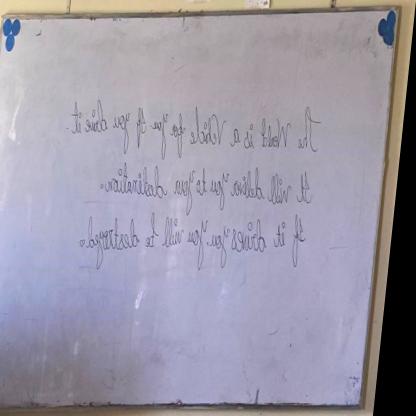 The World is a Vehicle for you If you drive it.
It will deliver you to your destination.
If it drives you, you will be destroyed.